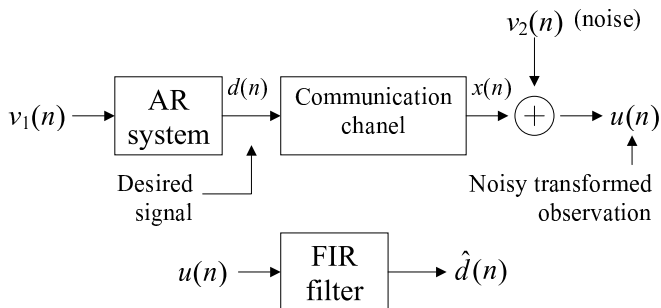 v₂(n) (noise)
v₁(n)
AR
system
d(n)
Communication
chanel
x(n)
+
u(n)
Desired
signal
Noisy transformed
observation
u(n)
FIR
filter
d̂(n)